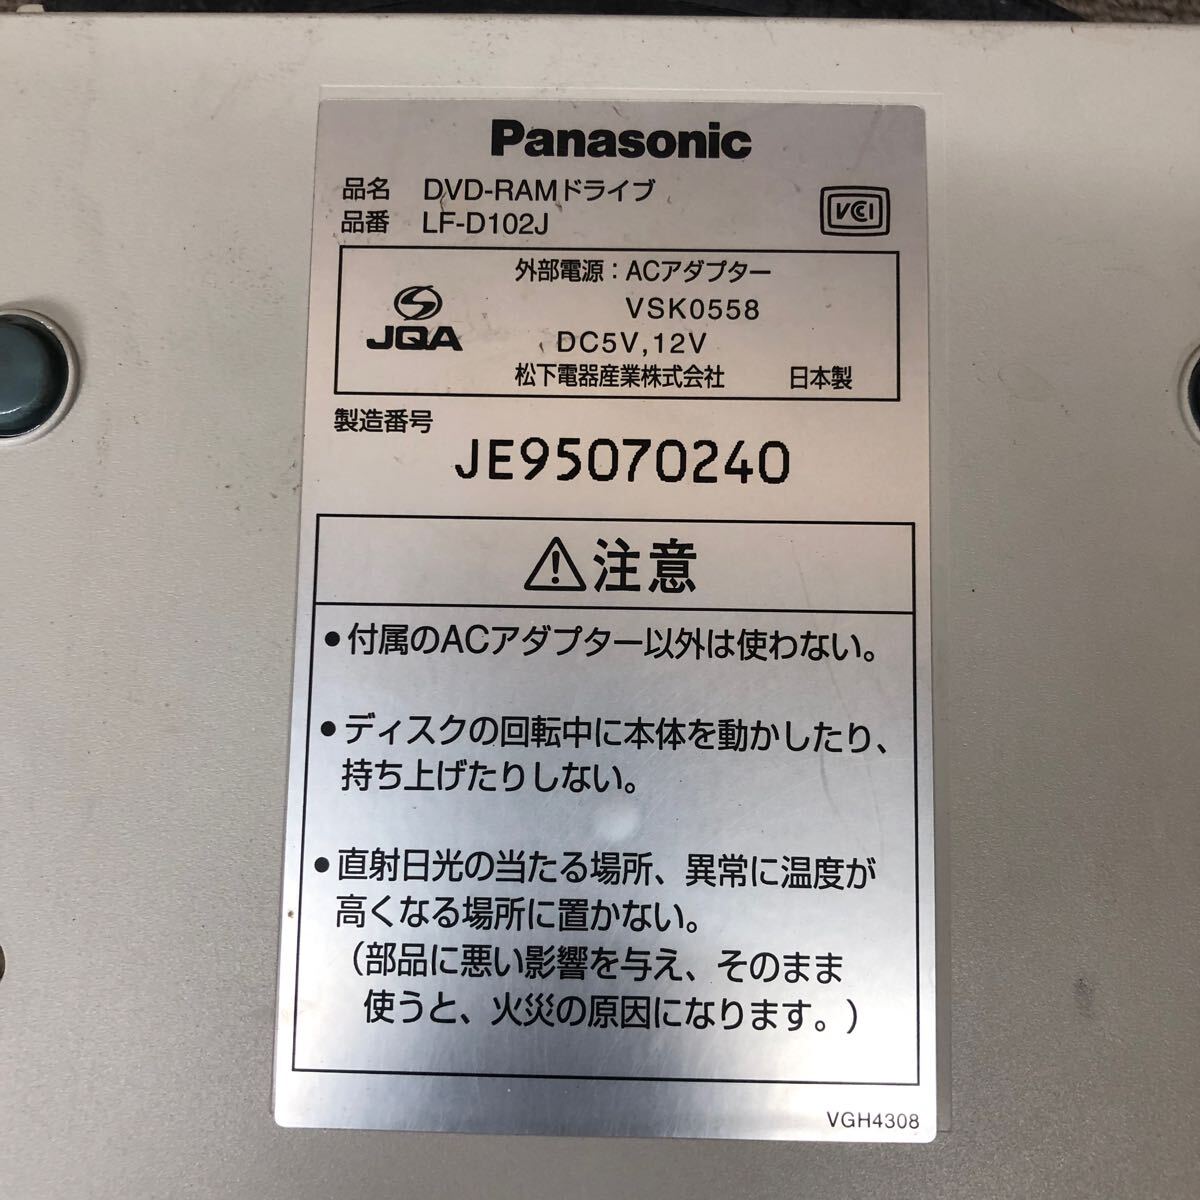 Panasonic
品名 DVD-RAMドライブ
品番 LF-D102J
VCCI
外部電源：ACアダプター
VSK0558
JQA
DC5V,12V
松下電器産業株式会社 日本製
製造番号
JE95070240
注意
●付属のACアダプター以外は使わない。
●ディスクの回転中に本体を動かしたり、
持ち上げたりしない。
●直射日光の当たる場所、異常に温度が
高くなる場所に置かない。
（部品に悪い影響を与え、そのまま
使うと、火災の原因になります。）
VGH4308